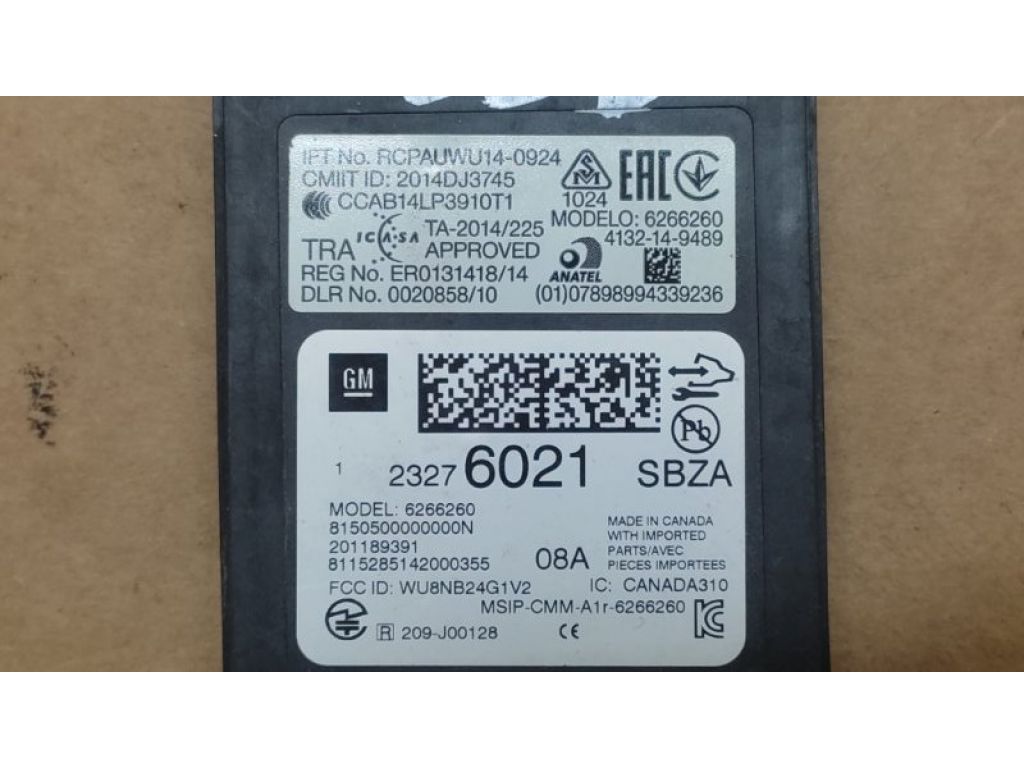 IFT No. RCPAUWU14-0924
CMIIT ID: 2014DJ3745
CCAB14LP3910T1
1024
EAC
MODELO: 6266260
TA-2014/225
ICASA
4132-14-9489
TRA
APPROVED
ANATEL
REG No. ER0131418/14
DLR No. 0020858/10
(01)07898994339236
GM
Pb
1
23276021
SBZA
MODEL: 6266260
8150500000000N
201189391
8115285142000355
08A
MADE IN CANADA
WITH IMPORTED
PARTS/AVEC
PIECES IMPORTEES
FCC ID: WU8NB24G1V2
IC: CANADA310
MSIP-CMM-A1r-6266260
R 209-J00128
CE